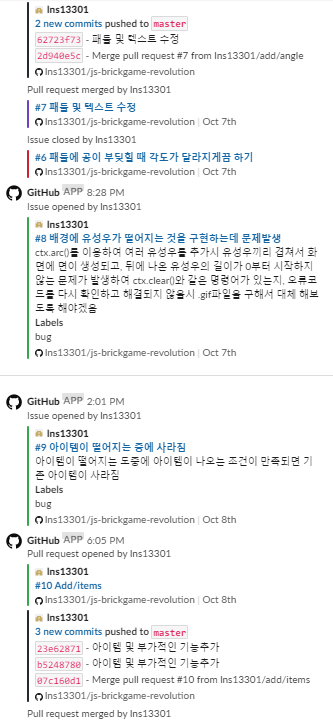 Ins13301
2 new commits pushed to master
62723f73 - 패들 및 텍스트 수정
2d940e5c - Merge pull request #7 from Ins13301/add/angle
Ins13301/js-brickgame-revolution
Pull request merged by Ins13301
#7 패들 및 텍스트 수정
Ins13301/js-brickgame-revolution | Oct 7th
Issue closed by Ins13301
#6 패들에 공이 부딪힐 때 각도가 달라지게끔 하기
Ins13301/js-brickgame-revolution | Oct 7th
GitHub APP 8:28 PM
Issue opened by Ins13301
Ins13301
#8 배경에 유성우가 떨어지는 것을 구현하는데 문제발생
ctx.arc()를 이용하여 여러 유성우를 추가시 유성우끼리 겹쳐서 화
면에 면이 생성되고, 뒤에 나온 유성우의 길이가 0부터 시작하지
않는 문제가 발생하여 ctx.clear()와 같은 명령어가 있는지, 오류코
드를 다시 확인하고 해결되지 않을시 .gif파일을 구해서 대체 해보
도록 해야겠음
Labels
bug
Ins13301/js-brickgame-revolution | Oct 7th
GitHub APP 2:01 PM
Issue opened by Ins13301
Ins13301
#9 아이템이 떨어지는 중에 사라짐
아이템이 떨어지는 도중에 아이템이 나오는 조건이 만족되면 기
존 아이템이 사라짐
Labels
bug
Ins13301/js-brickgame-revolution | Oct 8th
GitHub APP 6:05 PM
Pull request opened by Ins13301
Ins13301
#10 Add/items
Ins13301/js-brickgame-revolution | Oct 8th
Ins13301
3 new commits pushed to master
23e62871 - 아이템 및 부가적인 기능추가
b5248780 - 아이템 및 부가적인 기능추가
07c160d1 - Merge pull request #10 from Ins13301/add/items
Ins13301/js-brickgame-revolution
Pull request merged by Ins13301